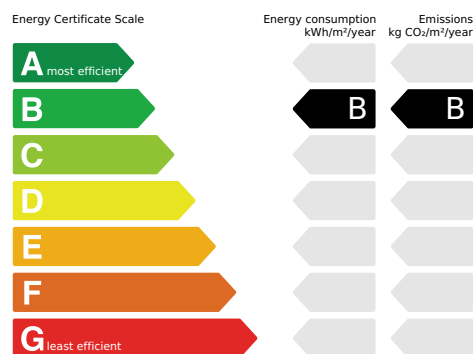 Energy Certificate Scale
Energy consumption
kWh/m²/year
Emissions
kg CO₂/m²/year
A most efficient
B
B
B
C
D
E
F
G least efficient